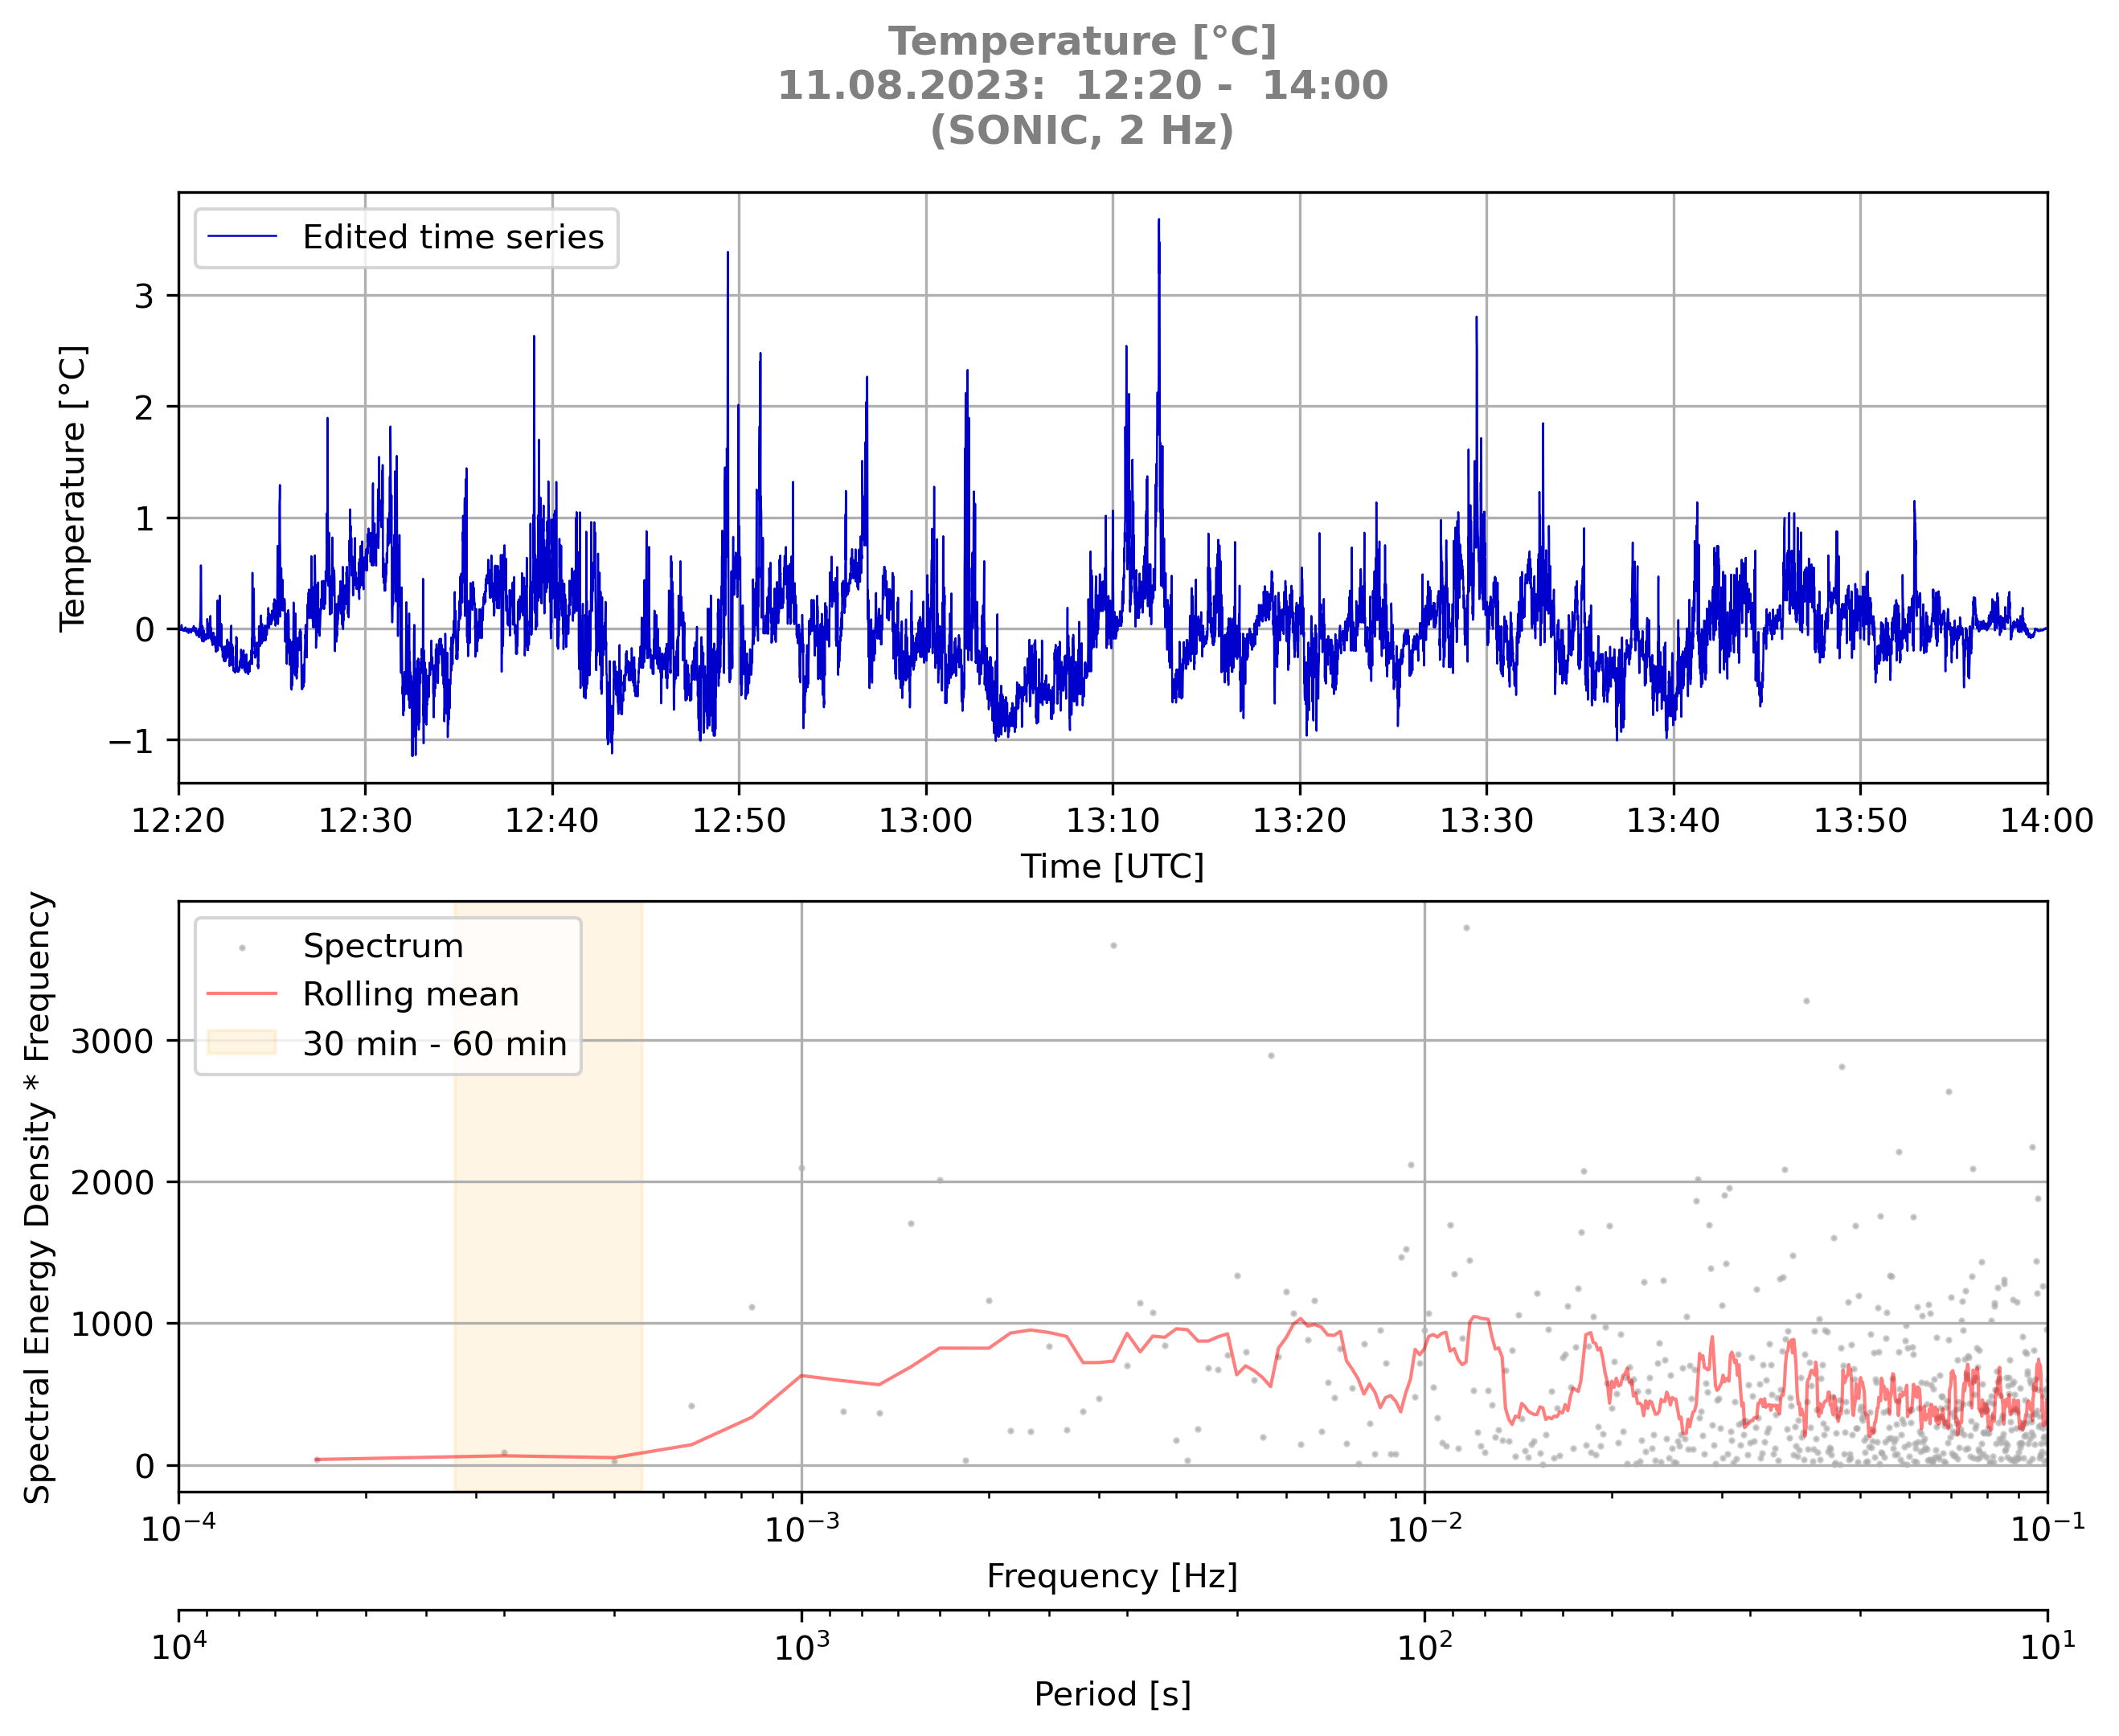 Temperature [°C]
11.08.2023:  12:20 -  14:00
(SONIC, 2 Hz)
Edited time series
Temperature [°C]
3
2
1
0
−1
12:20 12:30 12:40 12:50 13:00 13:10 13:20 13:30 13:40 13:50 14:00
Time [UTC]
Spectrum
Rolling mean
30 min - 60 min
Spectral Energy Density * Frequency
3000
2000
1000
0
10⁻⁴ 10⁻³ 10⁻² 10⁻¹
Frequency [Hz]
10⁴ 10³ 10² 10¹
Period [s]